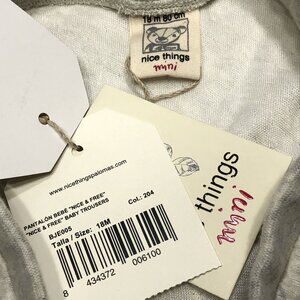 18 m 80 cm
nice things
mini
www.nicethingspalomas.com
PANTALÓN BEBE "NICE & FREE"
"NICE & FREE" BABY TROUSERS
BJE005
Col.: 204
Talla / Size: 18M
8 434372 006100
things
mini